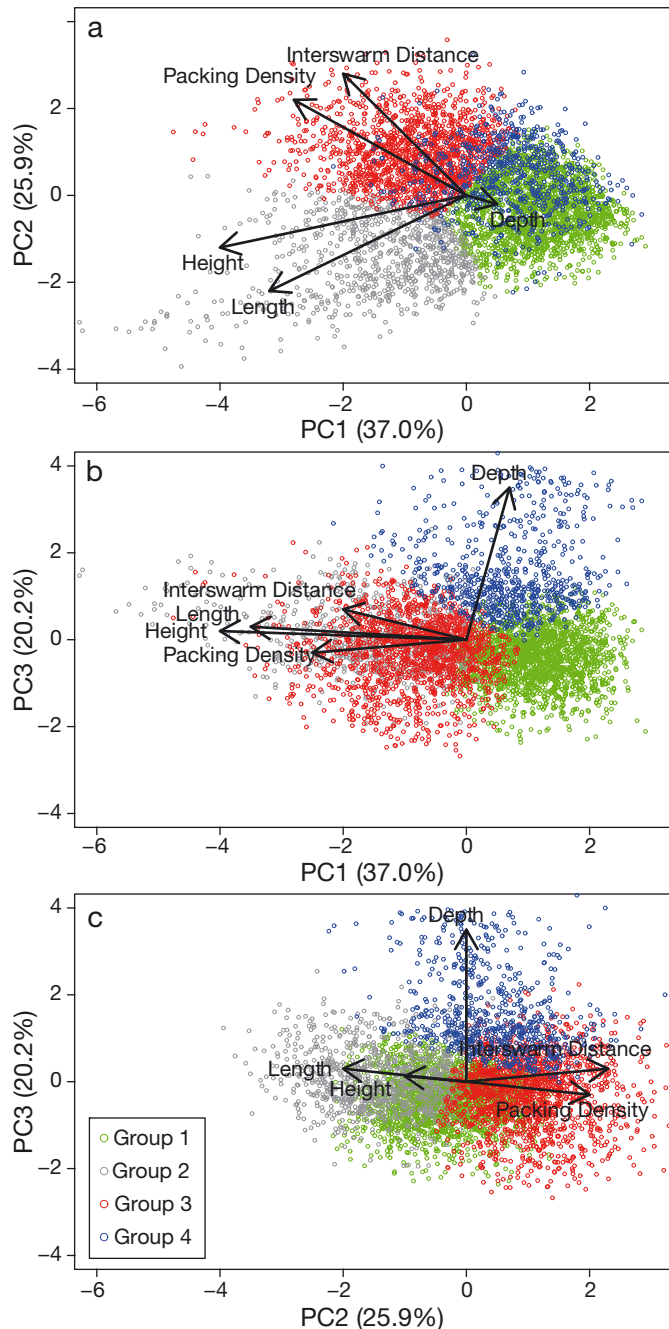 a
Interswarm Distance
Packing Density
Depth
Height
Length
PC2 (25.9%)
2
0
−2
−4
−6
−4
−2
0
2
PC1 (37.0%)
b
Depth
Interswarm Distance
Length
Height
Packing Density
PC3 (20.2%)
4
2
0
−2
−4
−6
−4
−2
0
2
PC1 (37.0%)
c
Depth
Interswarm Distance
Length
Height
Packing Density
PC3 (20.2%)
4
2
0
−2
−4
Group 1
Group 2
Group 3
Group 4
−6
−4
−2
0
2
PC2 (25.9%)